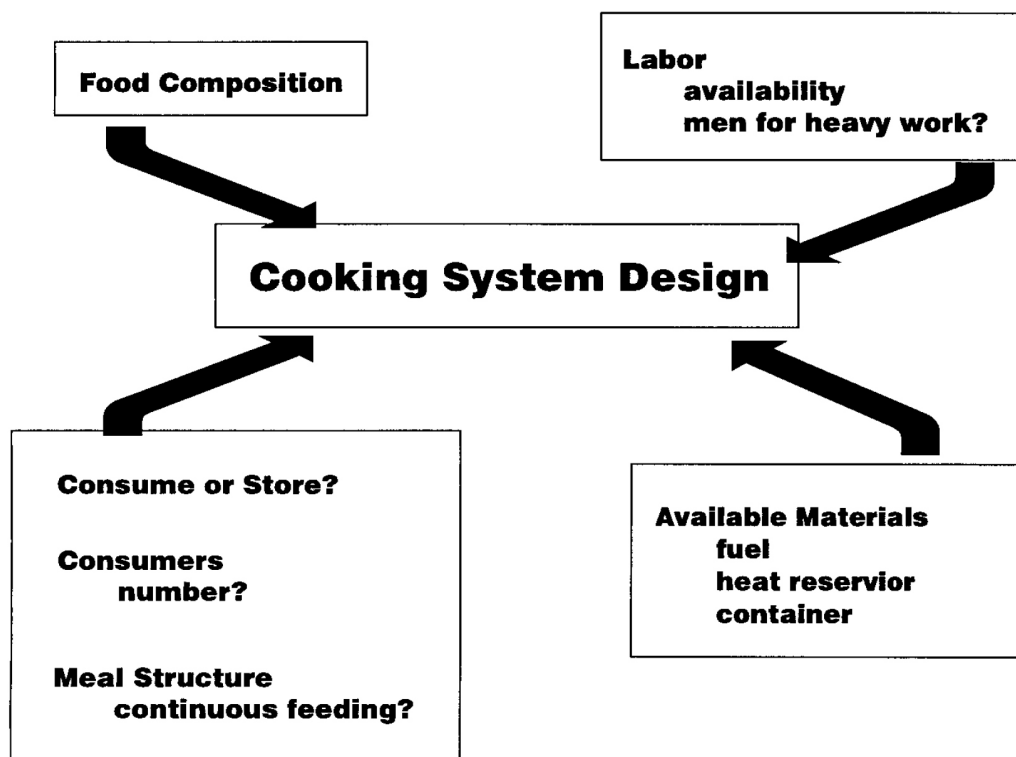 Food Composition
Labor
availability
men for heavy work?
Cooking System Design
Consume or Store?
Consumers
number?
Meal Structure
continuous feeding?
Available Materials
fuel
heat reservior
container